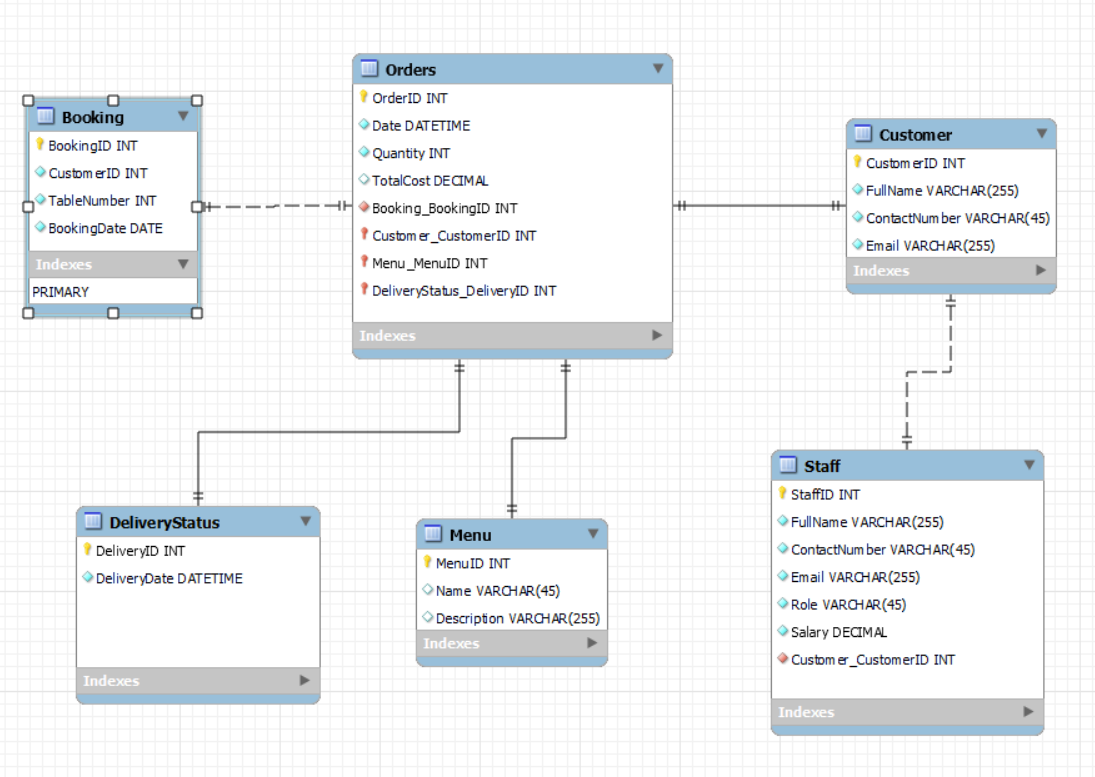 Booking
BookingID INT
CustomerID INT
TableNumber INT
BookingDate DATE
Indexes
PRIMARY
Orders
OrderID INT
Date DATETIME
Quantity INT
TotalCost DECIMAL
Booking_BookingID INT
Customer_CustomerID INT
Menu_MenuID INT
DeliveryStatus_DeliveryID INT
Indexes
Customer
CustomerID INT
FullName VARCHAR(255)
ContactNumber VARCHAR(45)
Email VARCHAR(255)
Indexes
DeliveryStatus
DeliveryID INT
DeliveryDate DATETIME
Indexes
Menu
MenuID INT
Name VARCHAR(45)
Description VARCHAR(255)
Indexes
Staff
StaffID INT
FullName VARCHAR(255)
ContactNumber VARCHAR(45)
Email VARCHAR(255)
Role VARCHAR(45)
Salary DECIMAL
Customer_CustomerID INT
Indexes